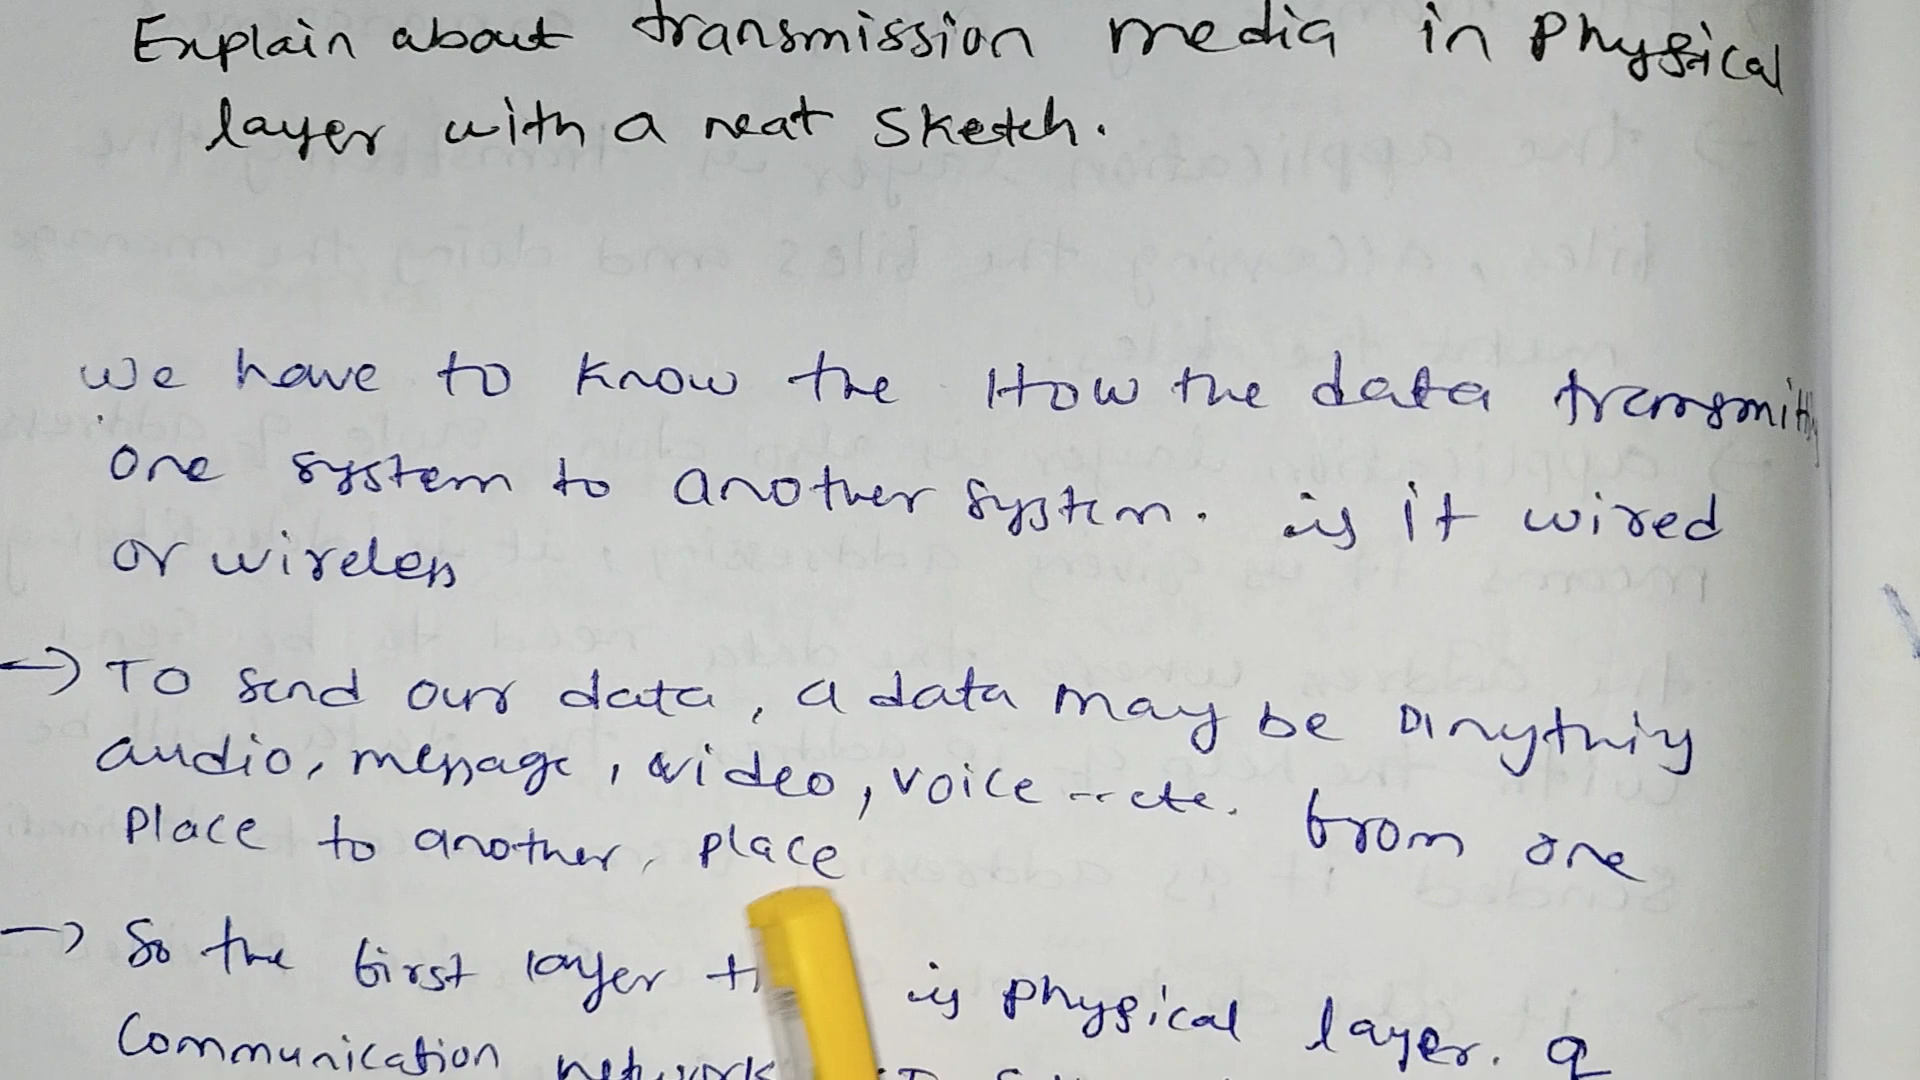 Explain about transmission media in Physical
layer with a neat sketch.
we have to know the How the data transmitt
one system to another system. is it wired
or wireless
→ To send our data, a data may be anything
audio, message, video, voice --etc. from one
place to another, place
→ So the first layer is physical layer. a
Communication network